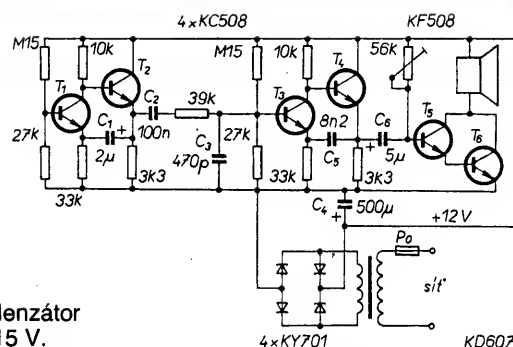 4×KC508 KF508
M15 10k T₂ M15 10k T₄ 56k
T₁ C₂ 39k T₃ C₆ T₅
C₁ + 100n 8n2 + T₆
27k 2µ C₃ 27k C₅ 5µ
470p
33k 3k3 33k 3k3
C₄ 500µ
+ +12V
Po
síť
4×KY701 KD607
lenzátor
5 V.